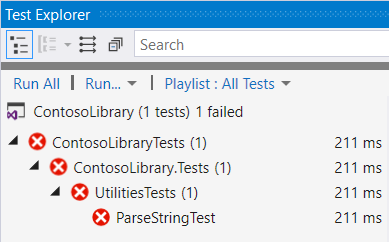 Test Explorer
Search
Run All | Run... | Playlist : All Tests
ContosoLibrary (1 tests) 1 failed
ContosoLibraryTests (1) 211 ms
ContosoLibrary.Tests (1) 211 ms
UtilitiesTests (1) 211 ms
ParseStringTest 211 ms